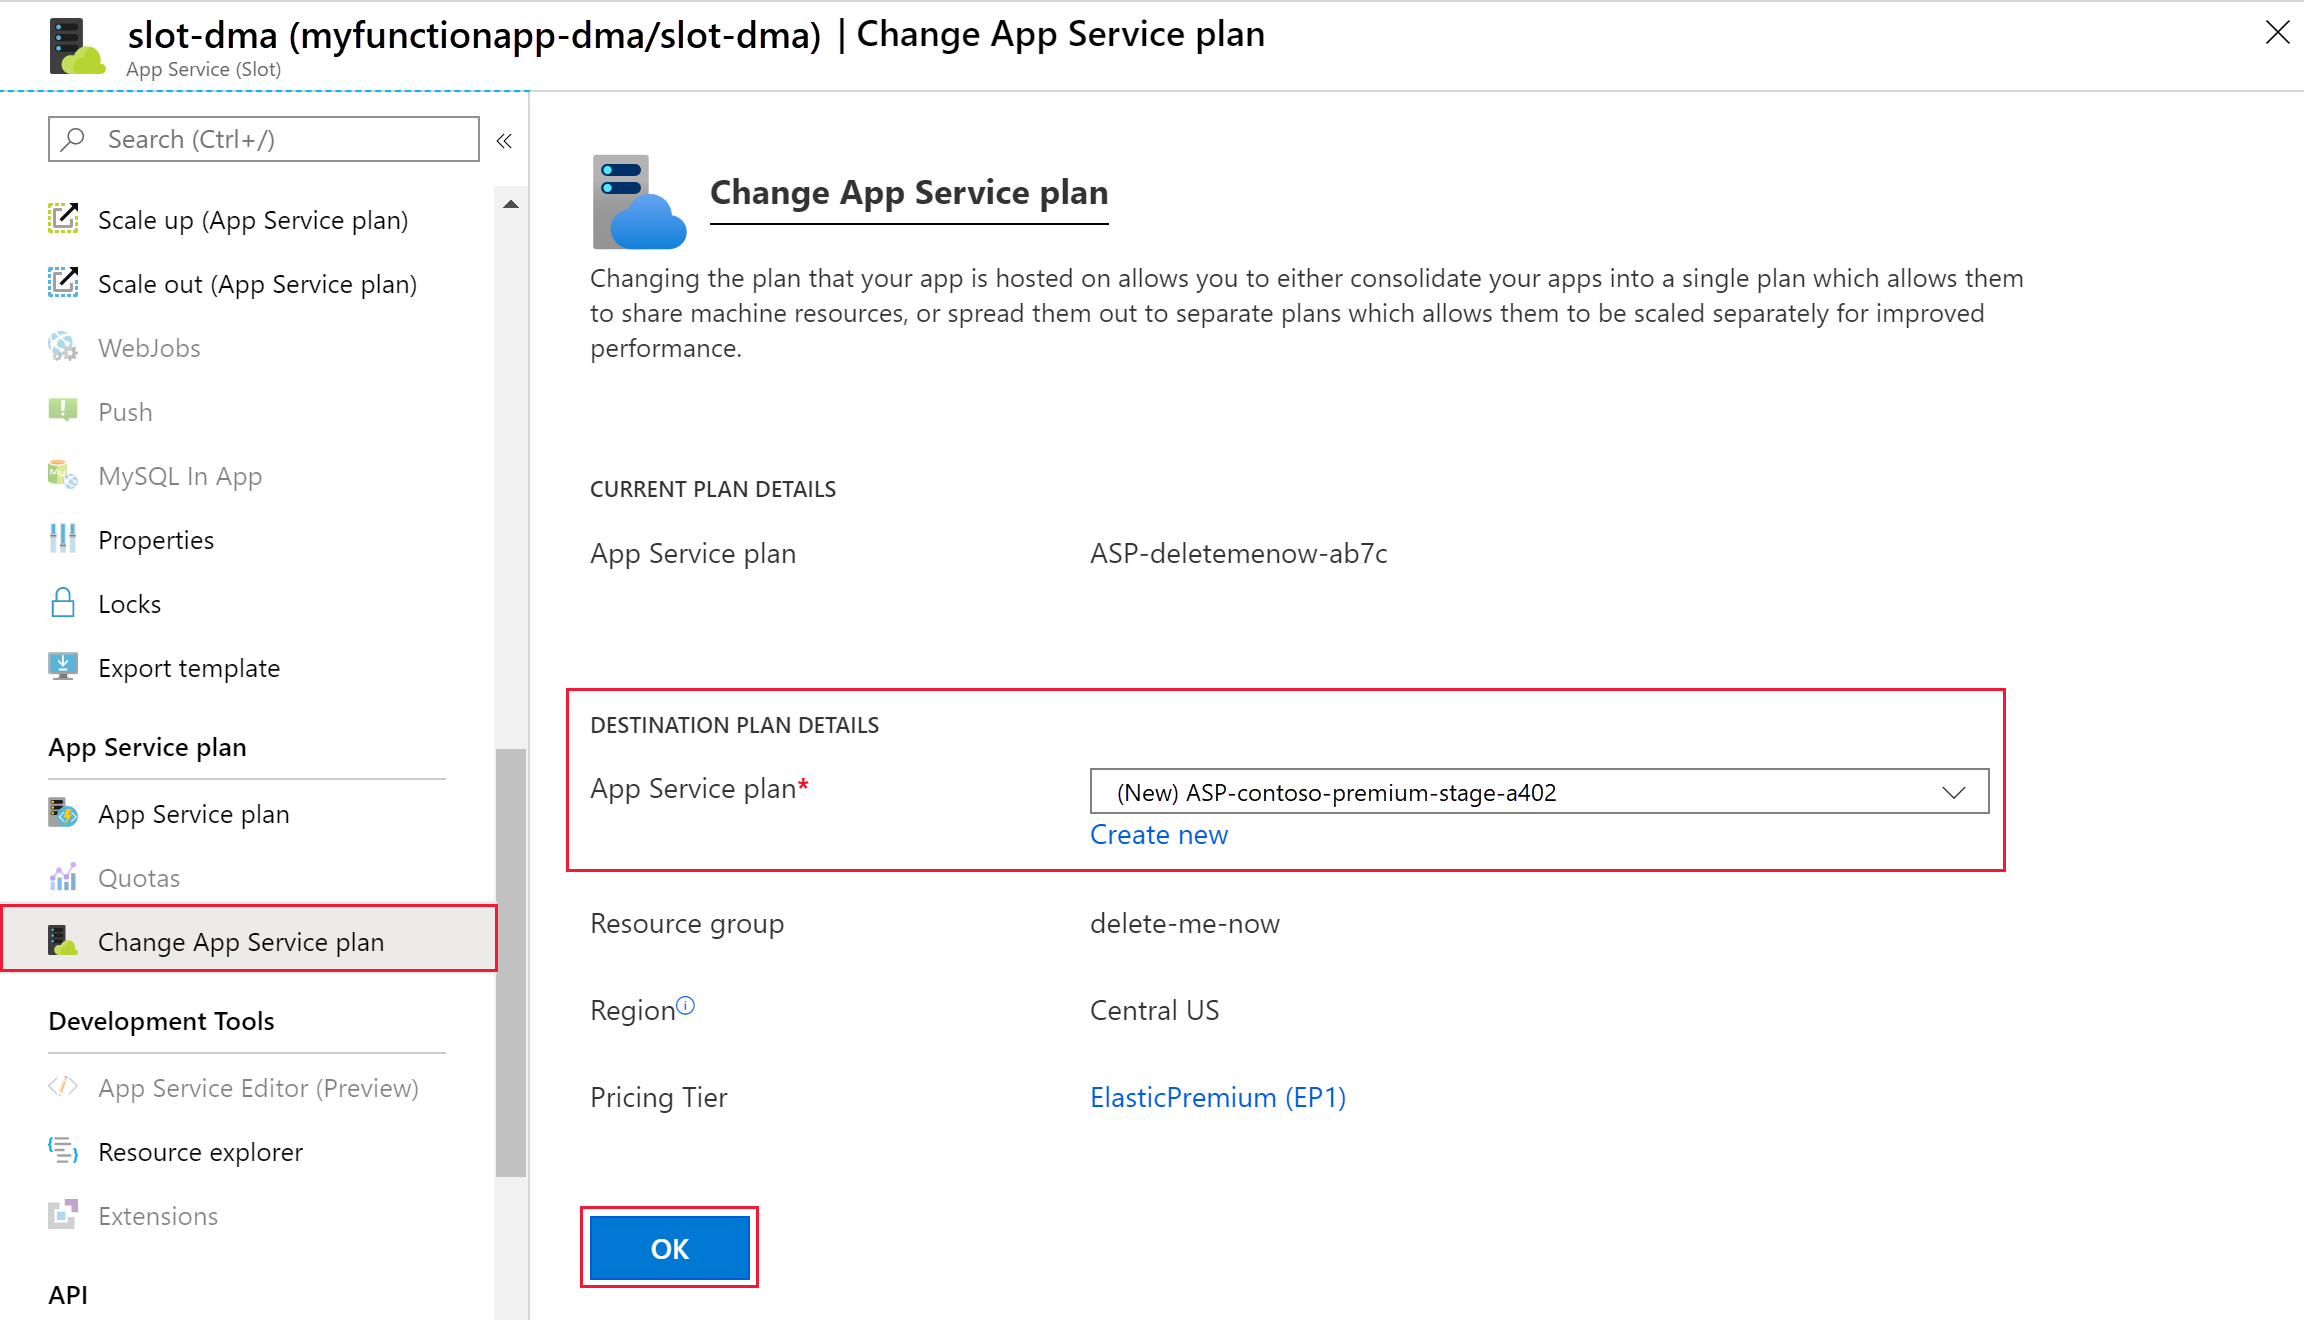 slot-dma (myfunctionapp-dma/slot-dma) | Change App Service plan
App Service (Slot)
Search (Ctrl+/)
Scale up (App Service plan)
Scale out (App Service plan)
WebJobs
Push
MySQL In App
Properties
Locks
Export template
App Service plan
App Service plan
Quotas
Change App Service plan
Development Tools
App Service Editor (Preview)
Resource explorer
Extensions
API
Change App Service plan
Changing the plan that your app is hosted on allows you to either consolidate your apps into a single plan which allows them
to share machine resources, or spread them out to separate plans which allows them to be scaled separately for improved
performance.
CURRENT PLAN DETAILS
App Service plan ASP-deletemenow-ab7c
DESTINATION PLAN DETAILS
App Service plan* (New) ASP-contoso-premium-stage-a402
Create new
Resource group delete-me-now
Region Central US
Pricing Tier ElasticPremium (EP1)
OK